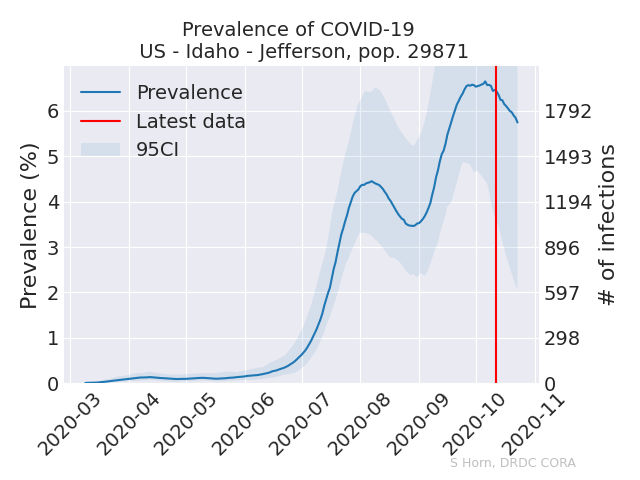 Prevalence of COVID-19
US - Idaho - Jefferson, pop. 29871
Prevalence
Latest data
95CI
Prevalence (%)
6
5
4
3
2
1
0
1792
1493
1194
896
597
298
0
# of infections
2020-03
2020-04
2020-05
2020-06
2020-07
2020-08
2020-09
2020-10
2020-11
S Horn, DRDC CORA